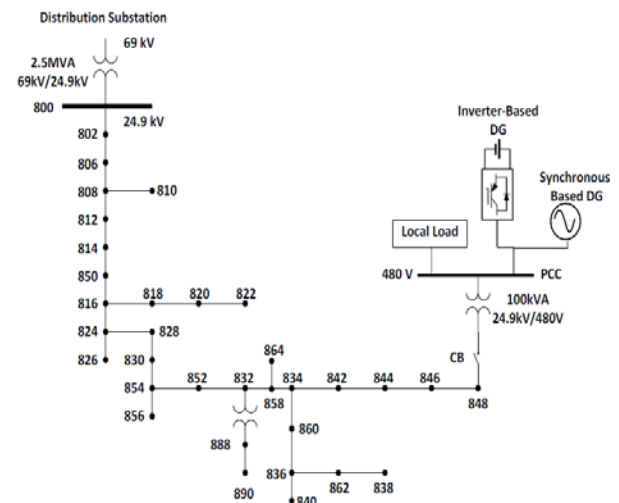 Distribution Substation
69 kV
2.5MVA
69kV/24.9kV
800
24.9 kV
802
806
808
810
812
814
850
816
818
820
822
824
828
826
830
854
852
832
864
858
834
842
844
846
848
856
888
890
860
836
862
838
840
Inverter-Based
DG
Synchronous
Based DG
Local Load
480 V
PCC
100kVA
24.9kV/480V
CB